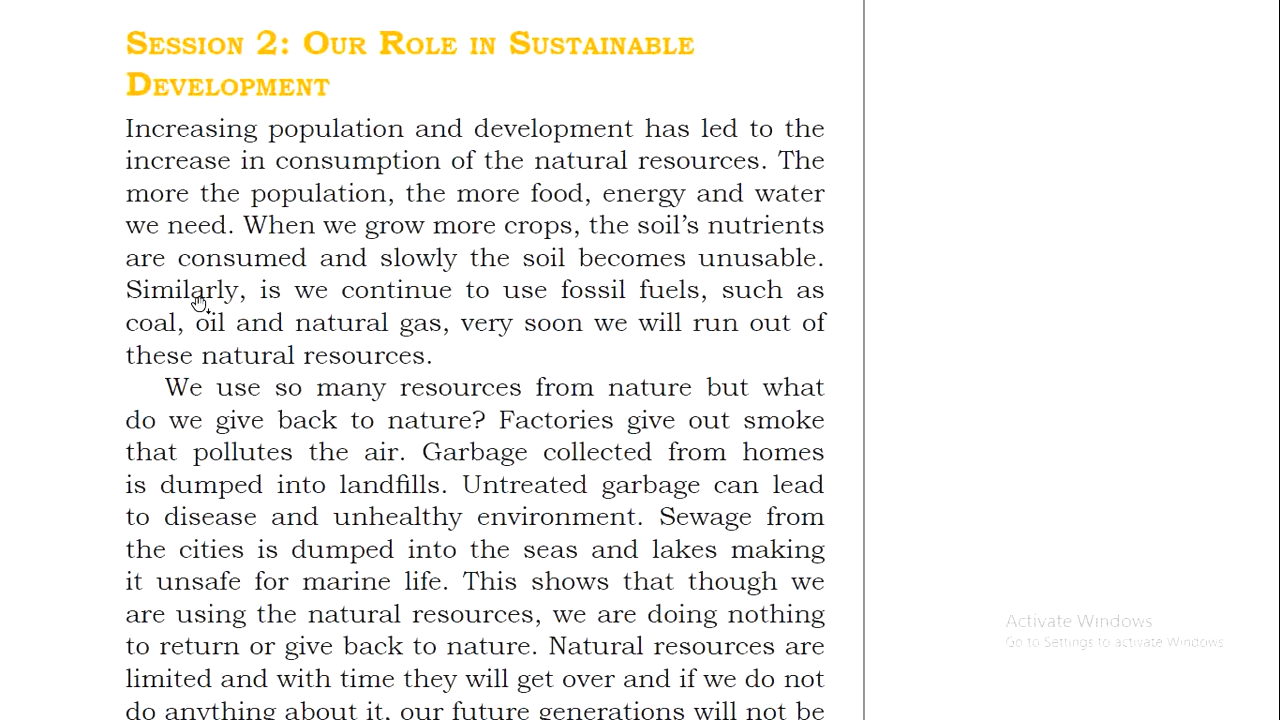 Session 2: Our Role in Sustainable
Development
Increasing population and development has led to the
increase in consumption of the natural resources. The
more the population, the more food, energy and water
we need. When we grow more crops, the soil's nutrients
are consumed and slowly the soil becomes unusable.
Similarly, is we continue to use fossil fuels, such as
coal, oil and natural gas, very soon we will run out of
these natural resources.
We use so many resources from nature but what
do we give back to nature? Factories give out smoke
that pollutes the air. Garbage collected from homes
is dumped into landfills. Untreated garbage can lead
to disease and unhealthy environment. Sewage from
the cities is dumped into the seas and lakes making
it unsafe for marine life. This shows that though we
are using the natural resources, we are doing nothing
to return or give back to nature. Natural resources are
limited and with time they will get over and if we do not
do anything about it, our future generations will not be
Activate Windows
Go to Settings to activate Windows